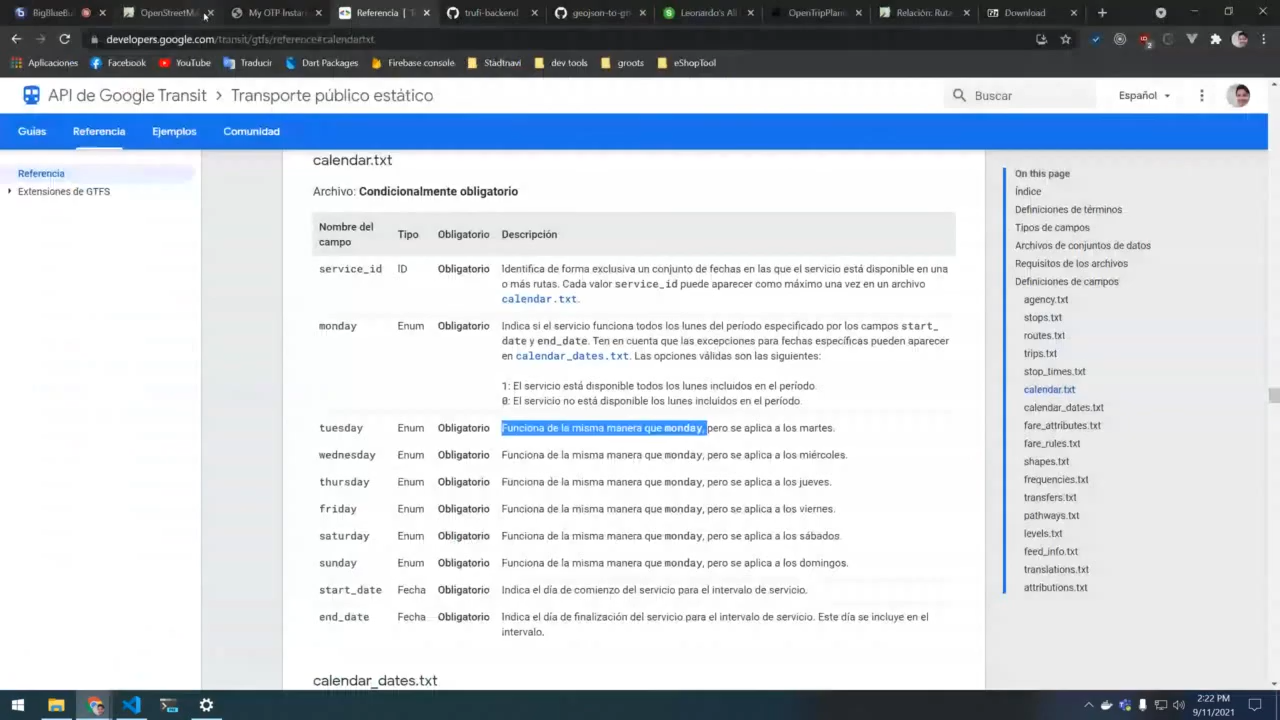 BigBlueB
OpenStreetMa
My OTP Instan
Referencia | T
trufi-backend
geojson-to-g
Leonardo's Ali
OpenTripPlan
Relación: Ruta
Download
developers.google.com/transit/gtfs/reference#calendartxt
Aplicaciones
Facebook
YouTube
Traducir
Dart Packages
Firebase console
Städtnavi
dev tools
groots
eShopTool
API de Google Transit > Transporte público estático
Buscar
Español
Guías
Referencia
Ejemplos
Comunidad
Referencia
Extensiones de GTFS
calendar.txt
Archivo: Condicionalmente obligatorio
Nombre del campo Tipo Obligatorio Descripción
service_id ID Obligatorio Identifica de forma exclusiva un conjunto de fechas en las que el servicio está disponible en una
o más rutas. Cada valor service_id puede aparecer como máximo una vez en un archivo
calendar.txt.
monday Enum Obligatorio Indica si el servicio funciona todos los lunes del período especificado por los campos start_
date y end_date. Ten en cuenta que las excepciones para fechas específicas pueden aparecer
en calendar_dates.txt. Las opciones válidas son las siguientes:
1: El servicio está disponible todos los lunes incluidos en el período.
0: El servicio no está disponible los lunes incluidos en el período.
tuesday Enum Obligatorio Funciona de la misma manera que monday, pero se aplica a los martes.
wednesday Enum Obligatorio Funciona de la misma manera que monday, pero se aplica a los miércoles.
thursday Enum Obligatorio Funciona de la misma manera que monday, pero se aplica a los jueves.
friday Enum Obligatorio Funciona de la misma manera que monday, pero se aplica a los viernes.
saturday Enum Obligatorio Funciona de la misma manera que monday, pero se aplica a los sábados.
sunday Enum Obligatorio Funciona de la misma manera que monday, pero se aplica a los domingos.
start_date Fecha Obligatorio Indica el día de comienzo del servicio para el intervalo de servicio.
end_date Fecha Obligatorio Indica el día de finalización del servicio para el intervalo de servicio. Este día se incluye en el
intervalo.
calendar_dates.txt
On this page
Índice
Definiciones de términos
Tipos de campos
Archivos de conjuntos de datos
Requisitos de los archivos
Definiciones de campos
agency.txt
stops.txt
routes.txt
trips.txt
stop_times.txt
calendar.txt
calendar_dates.txt
fare_attributes.txt
fare_rules.txt
shapes.txt
frequencies.txt
transfers.txt
pathways.txt
levels.txt
feed_info.txt
translations.txt
attributions.txt
2:22 PM
9/11/2021